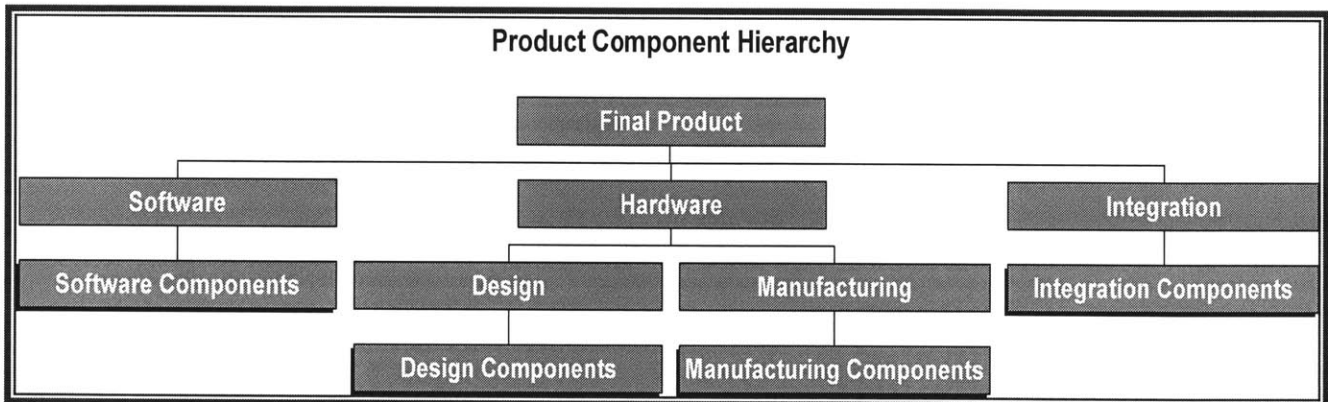 Product Component Hierarchy
Final Product
Software
Hardware
Integration
Software Components
Design
Manufacturing
Integration Components
Design Components
Manufacturing Components